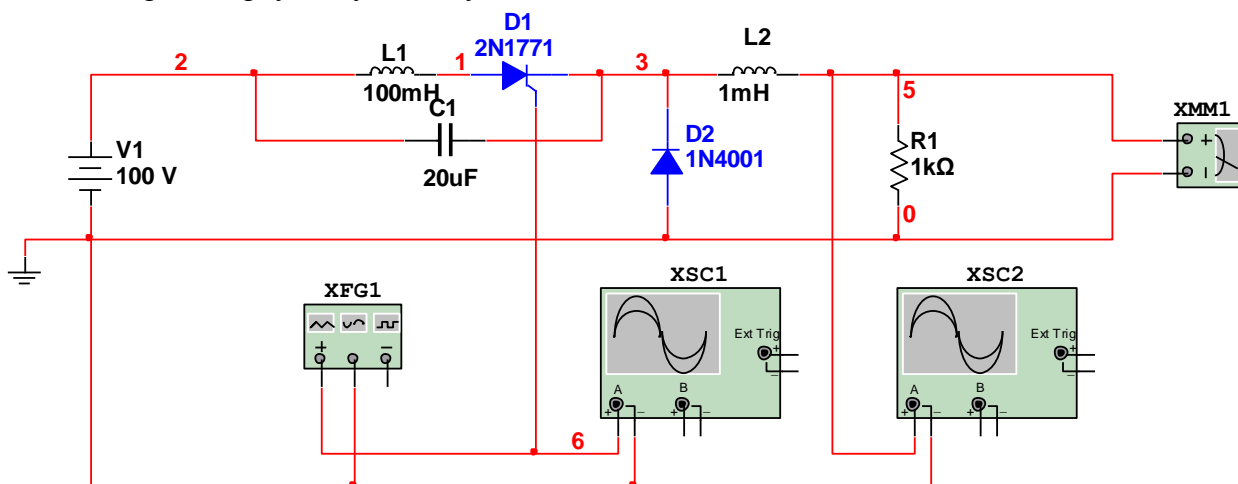 D1
2N1771
L1
100mH
2
1
3
L2
1mH
5
C1
20uF
V1
100 V
D2
1N4001
R1
1kΩ
0
XMM1
+
XFG1
+
−
XSC1
Ext Trig
+
−
A
B
+
−
+
−
XSC2
Ext Trig
+
−
A
B
+
−
+
−
6